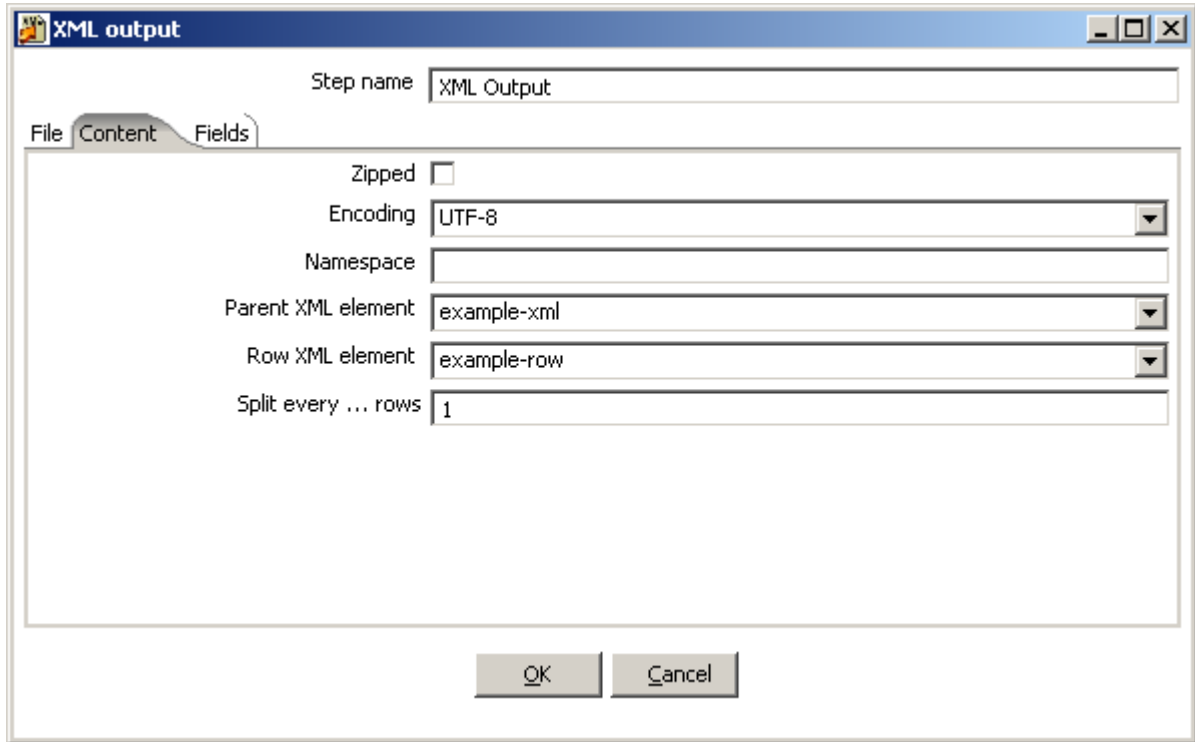 XML output
Step name XML Output
File Content Fields
Zipped
Encoding UTF-8
Namespace
Parent XML element example-xml
Row XML element example-row
Split every ... rows 1
OK Cancel